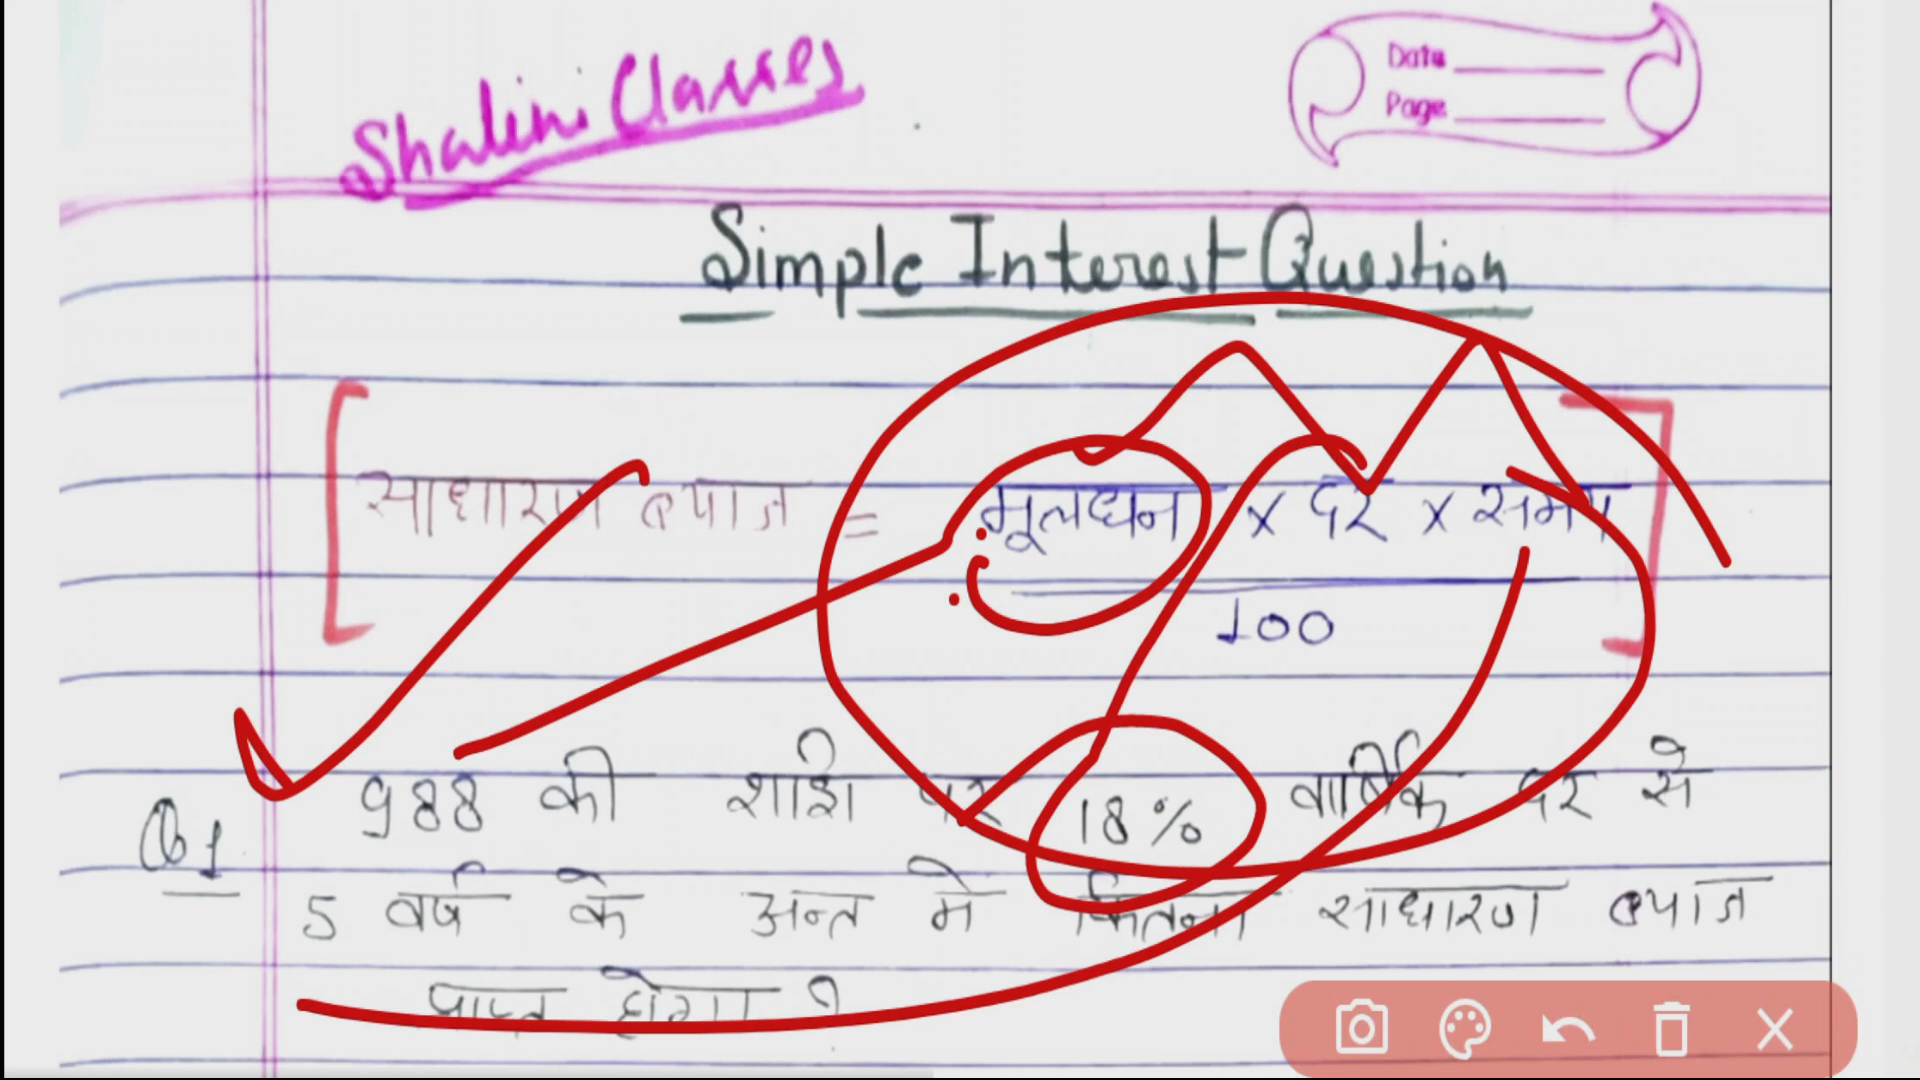 Shalini Classes
Date
Page
Simple Interest Question
साधारण ब्याज = मूलधन × दर × समय
100
Q1 988 की राशि पर 18% वार्षिक दर से
5 वर्ष के अन्त मे कितना साधारण ब्याज
प्राप्त होगा ?